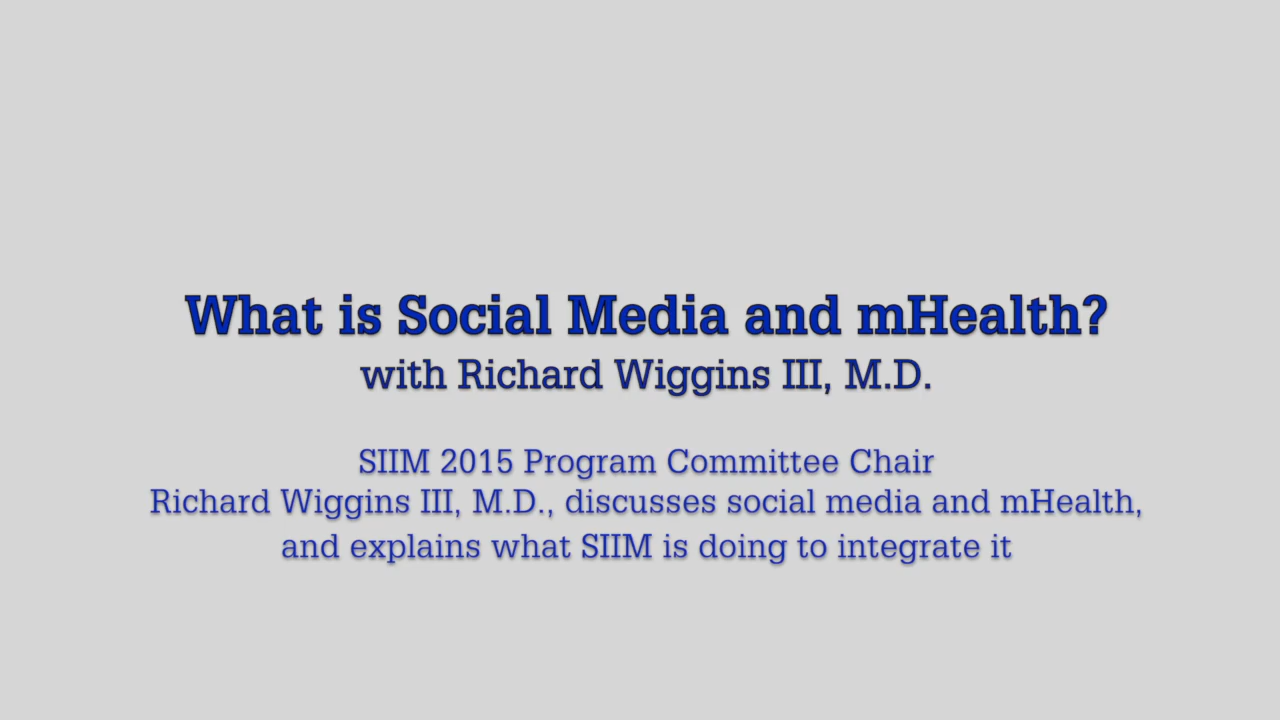 What is Social Media and mHealth?
with Richard Wiggins III, M.D.
SIIM 2015 Program Committee Chair
Richard Wiggins III, M.D., discusses social media and mHealth,
and explains what SIIM is doing to integrate it